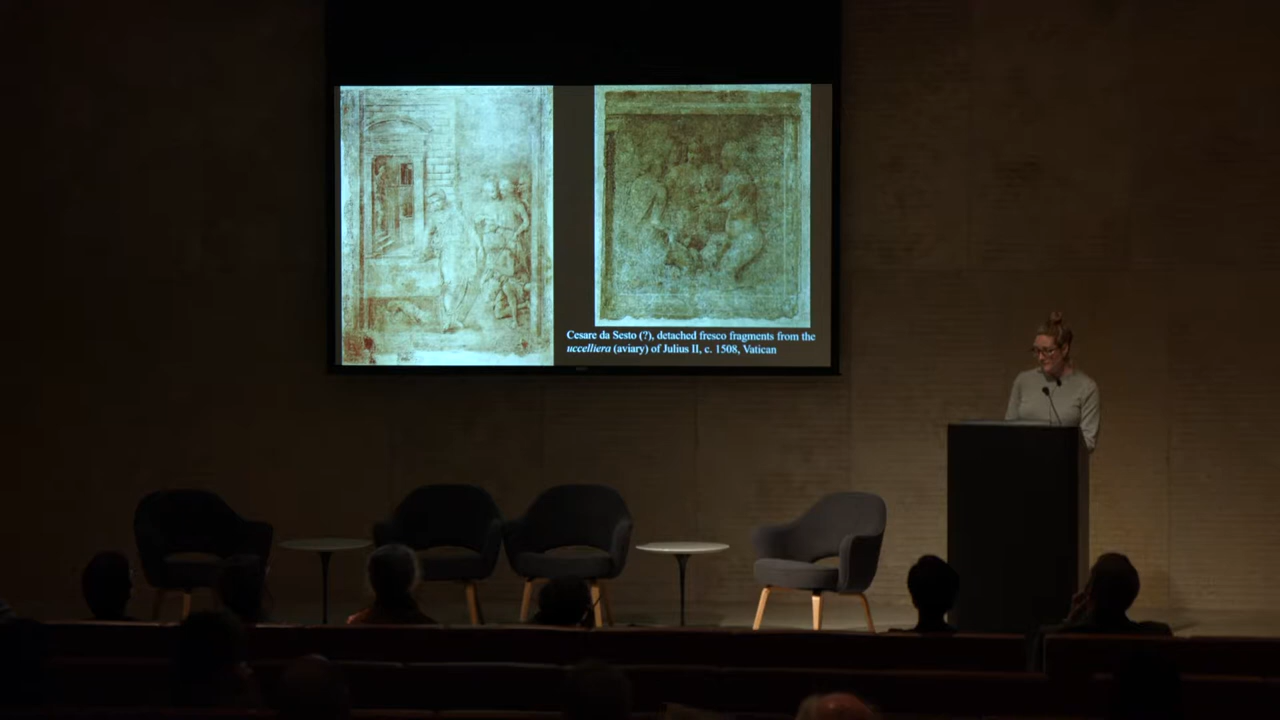 Cesare da Sesto (?), detached fresco fragments from the
uccelliera (aviary) of Julius II, c. 1508, Vatican